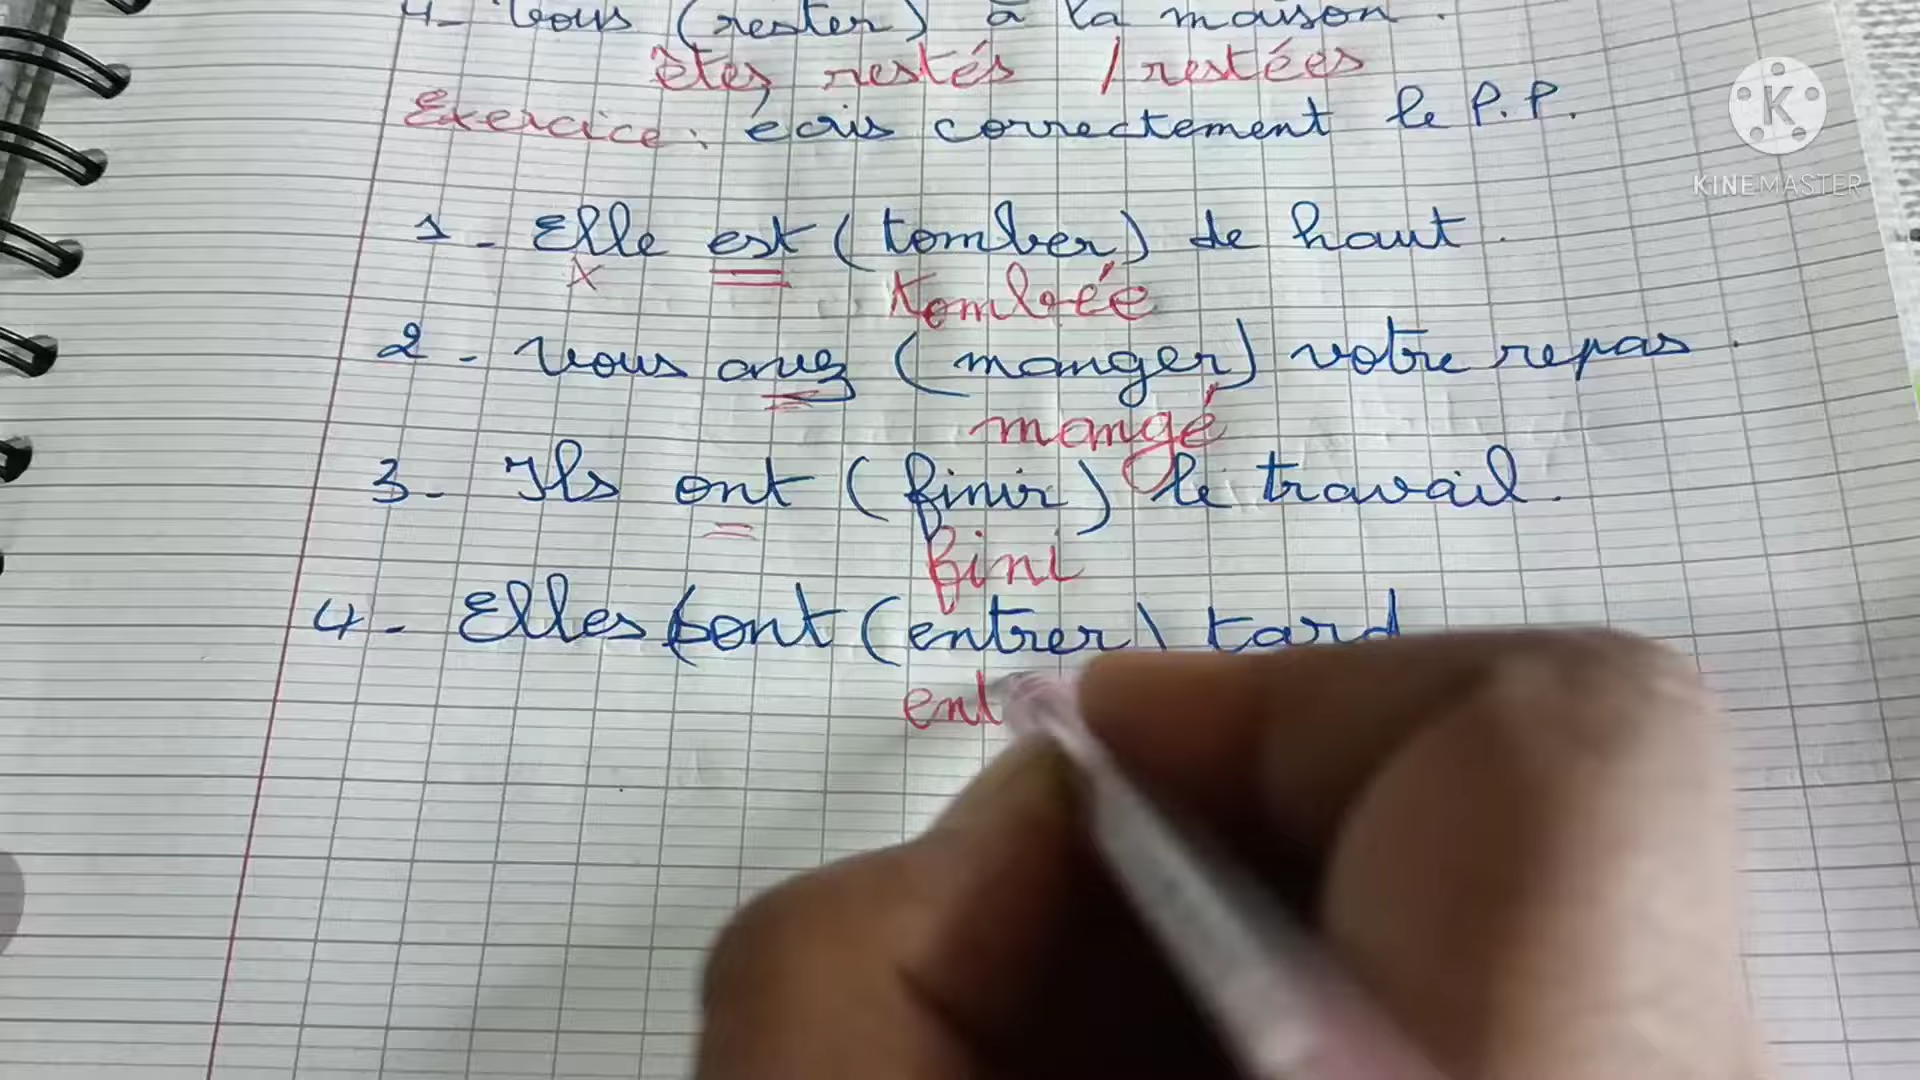 4- Vous (rester) à la maison.
êtes restés / restées
Exercice: écris correctement le P.P.
1- Elle est (tomber) de haut.
x tombée
2- Vous avez (manger) votre repas.
mangé
3- Ils ont (finir) le travail.
fini
4- Elles sont (entrer) tard
ent
KINEMASTER